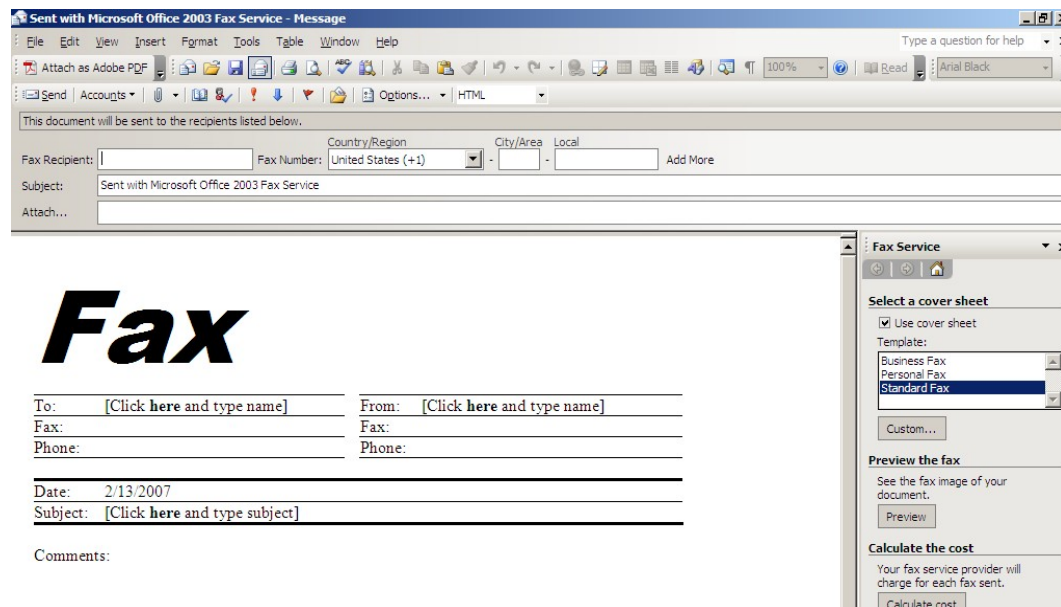 Sent with Microsoft Office 2003 Fax Service - Message
File Edit View Insert Format Tools Table Window Help
Type a question for help
Attach as Adobe PDF
100%
Read
Arial Black
Send
Accounts
Options...
HTML
This document will be sent to the recipients listed below.
Country/Region City/Area Local
Fax Recipient: Fax Number: United States (+1) - - Add More
Subject: Sent with Microsoft Office 2003 Fax Service
Attach...
Fax
To: [Click here and type name] From: [Click here and type name]
Fax: Fax:
Phone: Phone:
Date: 2/13/2007
Subject: [Click here and type subject]
Comments:
Fax Service
Select a cover sheet
Use cover sheet
Template:
Business Fax
Personal Fax
Standard Fax
Custom...
Preview the fax
See the fax image of your
document.
Preview
Calculate the cost
Your fax service provider will
charge for each fax sent.
Calculate cost